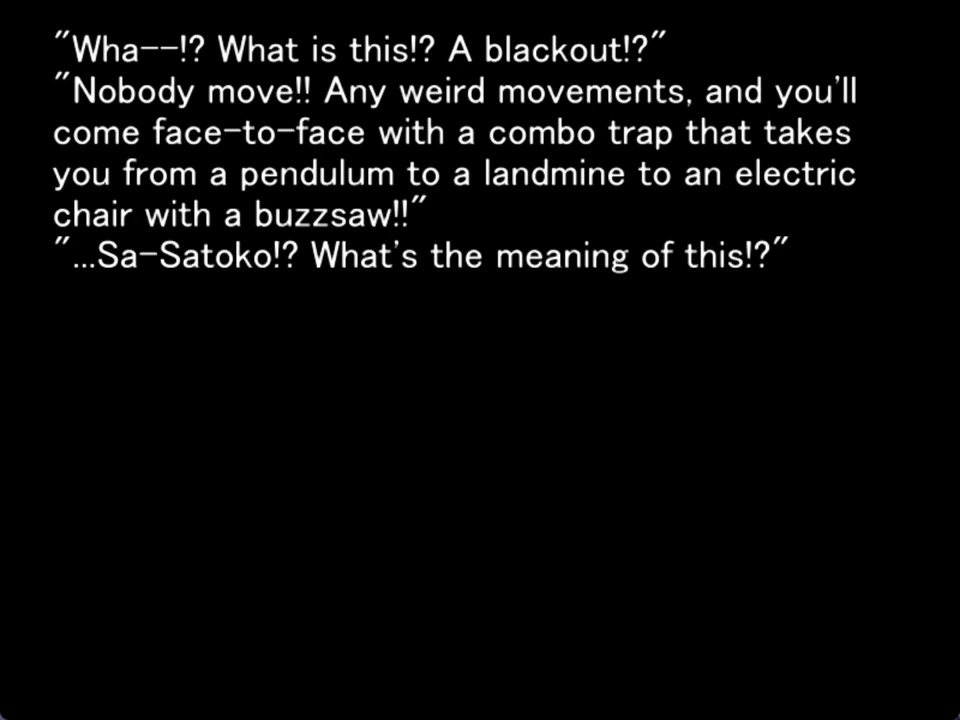 "Wha--!? What is this!? A blackout!?"
"Nobody move!! Any weird movements, and you'll
come face-to-face with a combo trap that takes
you from a pendulum to a landmine to an electric
chair with a buzzsaw!!"
"...Sa-Satoko!? What's the meaning of this!?"